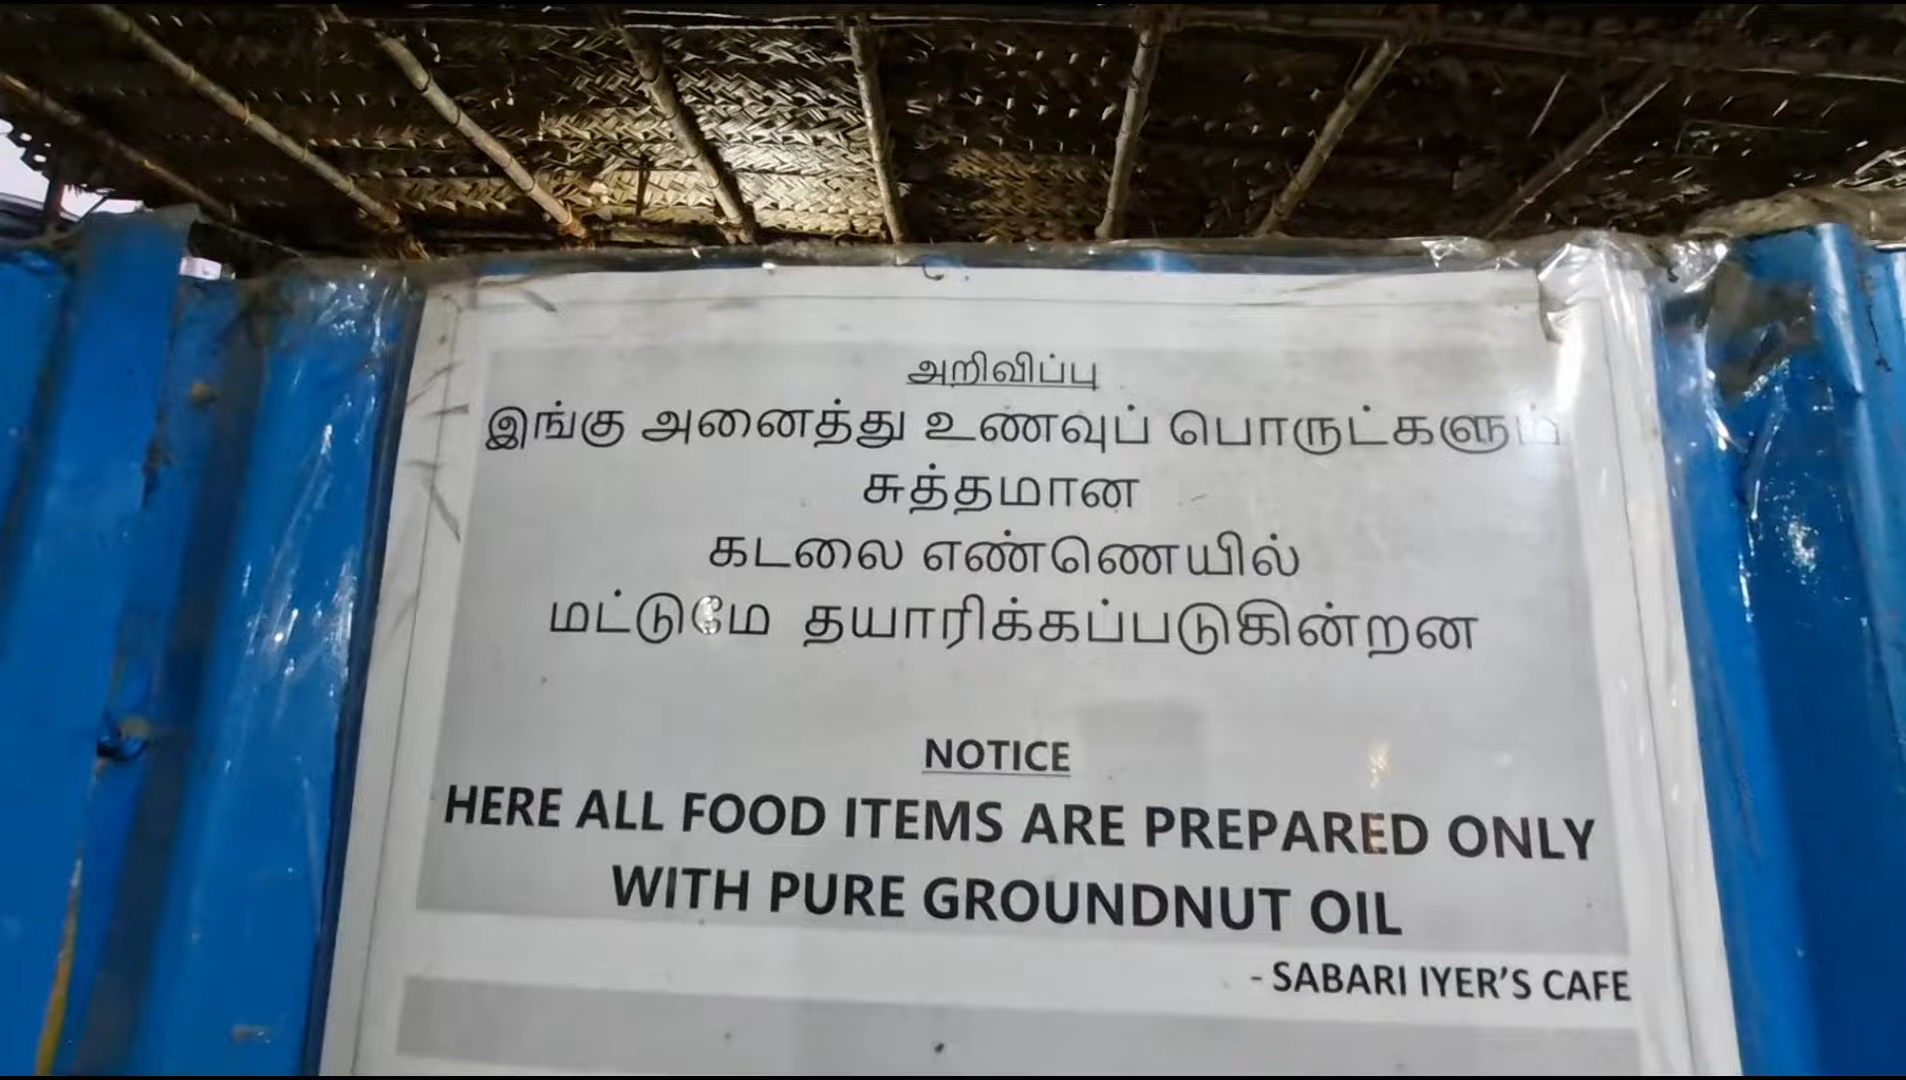 அறிவிப்பு
இங்கு அனைத்து உணவுப் பொருட்களும்
சுத்தமான
கடலை எண்ணெயில்
மட்டுமே தயாரிக்கப்படுகின்றன
NOTICE
HERE ALL FOOD ITEMS ARE PREPARED ONLY
WITH PURE GROUNDNUT OIL
- SABARI IYER'S CAFE